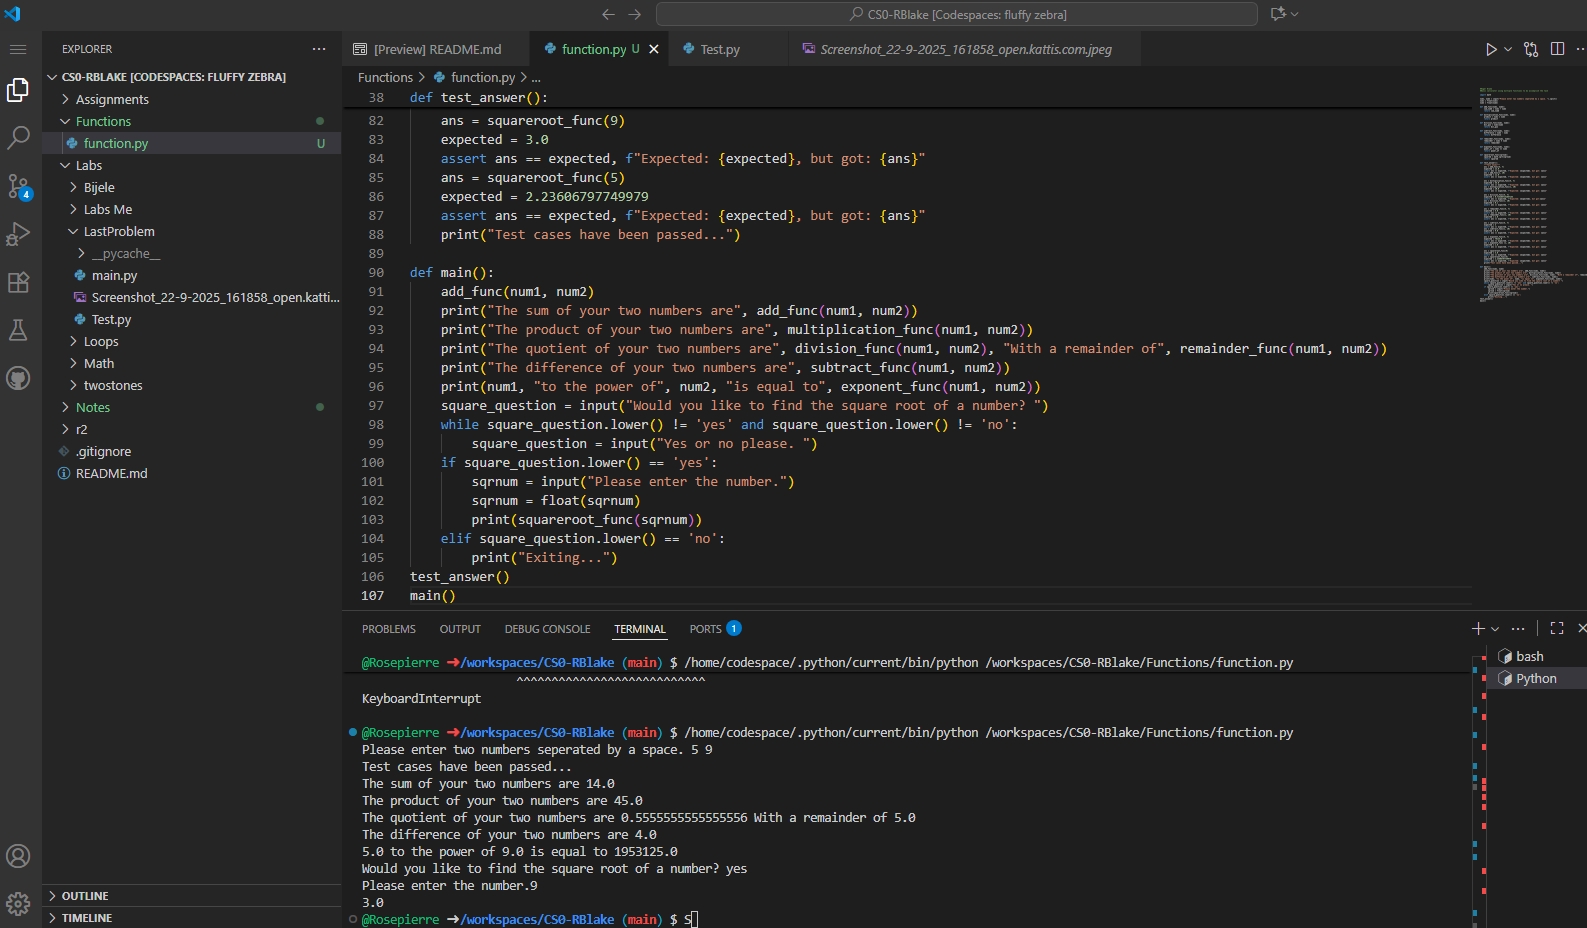 CS0-RBlake [Codespaces: fluffy zebra]
EXPLORER
CS0-RBLAKE [CODESPACES: FLUFFY ZEBRA]
Assignments
Functions
function.py U
Labs
Bijele
Labs Me
LastProblem
__pycache__
main.py
Screenshot_22-9-2025_161858_open.katti...
Test.py
Loops
Math
twostones
Notes
r2
.gitignore
README.md
OUTLINE
TIMELINE
4
[Preview] README.md
function.py U
Test.py
Screenshot_22-9-2025_161858_open.kattis.com.jpeg
Functions > function.py > ...
38 def test_answer():
82 ans = squareroot_func(9)
83 expected = 3.0
84 assert ans == expected, f"Expected: {expected}, but got: {ans}"
85 ans = squareroot_func(5)
86 expected = 2.23606797749979
87 assert ans == expected, f"Expected: {expected}, but got: {ans}"
88 print("Test cases have been passed...")
89
90 def main():
91 add_func(num1, num2)
92 print("The sum of your two numbers are", add_func(num1, num2))
93 print("The product of your two numbers are", multiplication_func(num1, num2))
94 print("The quotient of your two numbers are", division_func(num1, num2), "With a remainder of", remainder_func(num1, num2))
95 print("The difference of your two numbers are", subtract_func(num1, num2))
96 print(num1, "to the power of", num2, "is equal to", exponent_func(num1, num2))
97 square_question = input("Would you like to find the square root of a number? ")
98 while square_question.lower() != 'yes' and square_question.lower() != 'no':
99 square_question = input("Yes or no please. ")
100 if square_question.lower() == 'yes':
101 sqrnum = input("Please enter the number.")
102 sqrnum = float(sqrnum)
103 print(squareroot_func(sqrnum))
104 elif square_question.lower() == 'no':
105 print("Exiting...")
106 test_answer()
107 main()
PROBLEMS OUTPUT DEBUG CONSOLE TERMINAL PORTS 1
@Rosepierre ➜/workspaces/CS0-RBlake (main) $ /home/codespace/.python/current/bin/python /workspaces/CS0-RBlake/Functions/function.py
^^^^^^^^^^^^^^^^^^^^^^^^^^^
KeyboardInterrupt
@Rosepierre ➜/workspaces/CS0-RBlake (main) $ /home/codespace/.python/current/bin/python /workspaces/CS0-RBlake/Functions/function.py
Please enter two numbers seperated by a space. 5 9
Test cases have been passed...
The sum of your two numbers are 14.0
The product of your two numbers are 45.0
The quotient of your two numbers are 0.5555555555555556 With a remainder of 5.0
The difference of your two numbers are 4.0
5.0 to the power of 9.0 is equal to 1953125.0
Would you like to find the square root of a number? yes
Please enter the number.9
3.0
@Rosepierre ➜/workspaces/CS0-RBlake (main) $ S
bash
Python